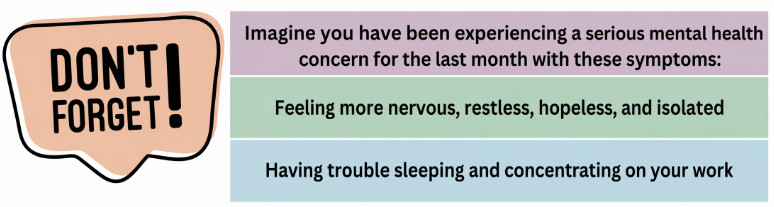 DON'T
FORGET!
Imagine you have been experiencing a serious mental health
concern for the last month with these symptoms:
Feeling more nervous, restless, hopeless, and isolated
Having trouble sleeping and concentrating on your work